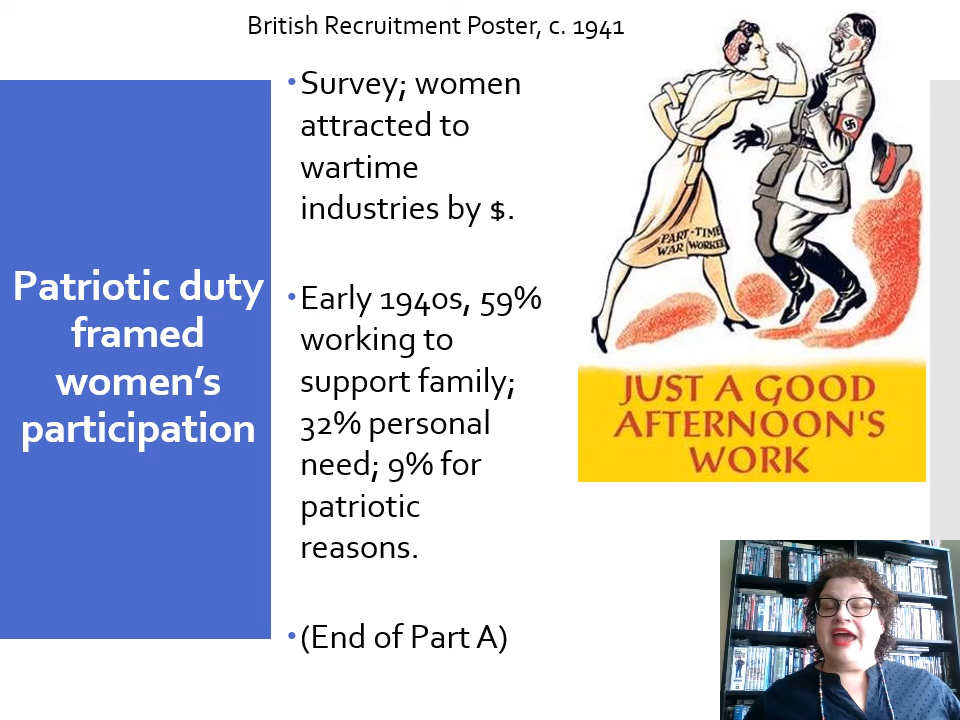 British Recruitment Poster, c. 1941
Patriotic duty
framed
women's
participation
•Survey; women
attracted to
wartime
industries by $.
•Early 1940s, 59%
working to
support family;
32% personal
need; 9% for
patriotic
reasons.
•(End of Part A)
PART-TIME
WAR WORKER
JUST A GOOD
AFTERNOON'S
WORK